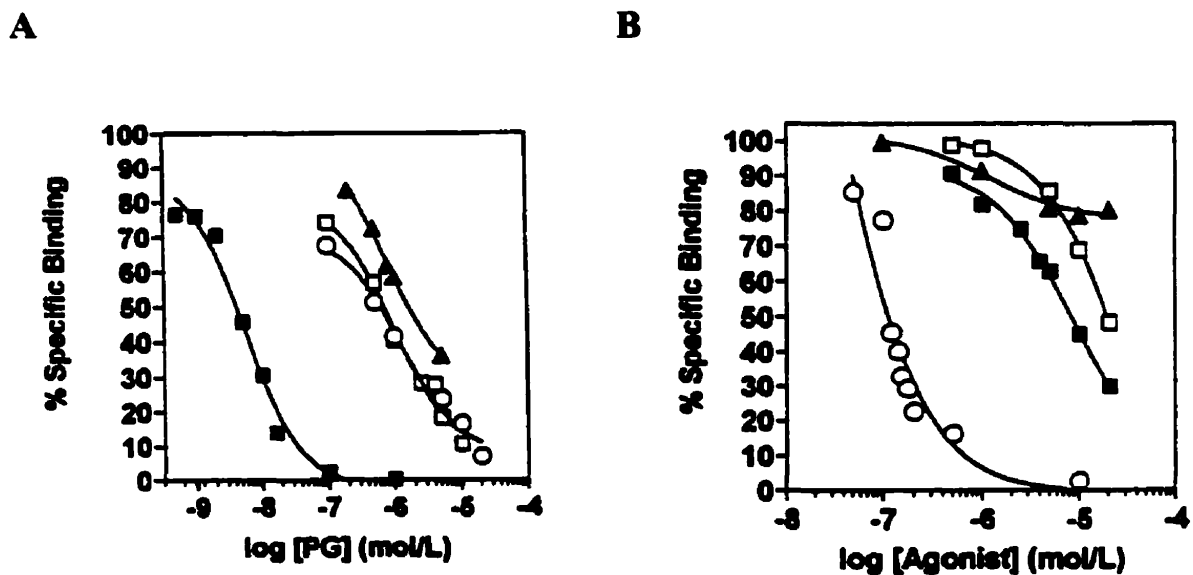 A
B
100
90
80
70
60
50
40
30
20
10
0
% Specific Binding
-9 -8 -7 -6 -5 -4
log [PG] (mol/L)
100
90
80
70
60
50
40
30
20
10
0
% Specific Binding
-8 -7 -6 -5 -4
log [Agonist] (mol/L)